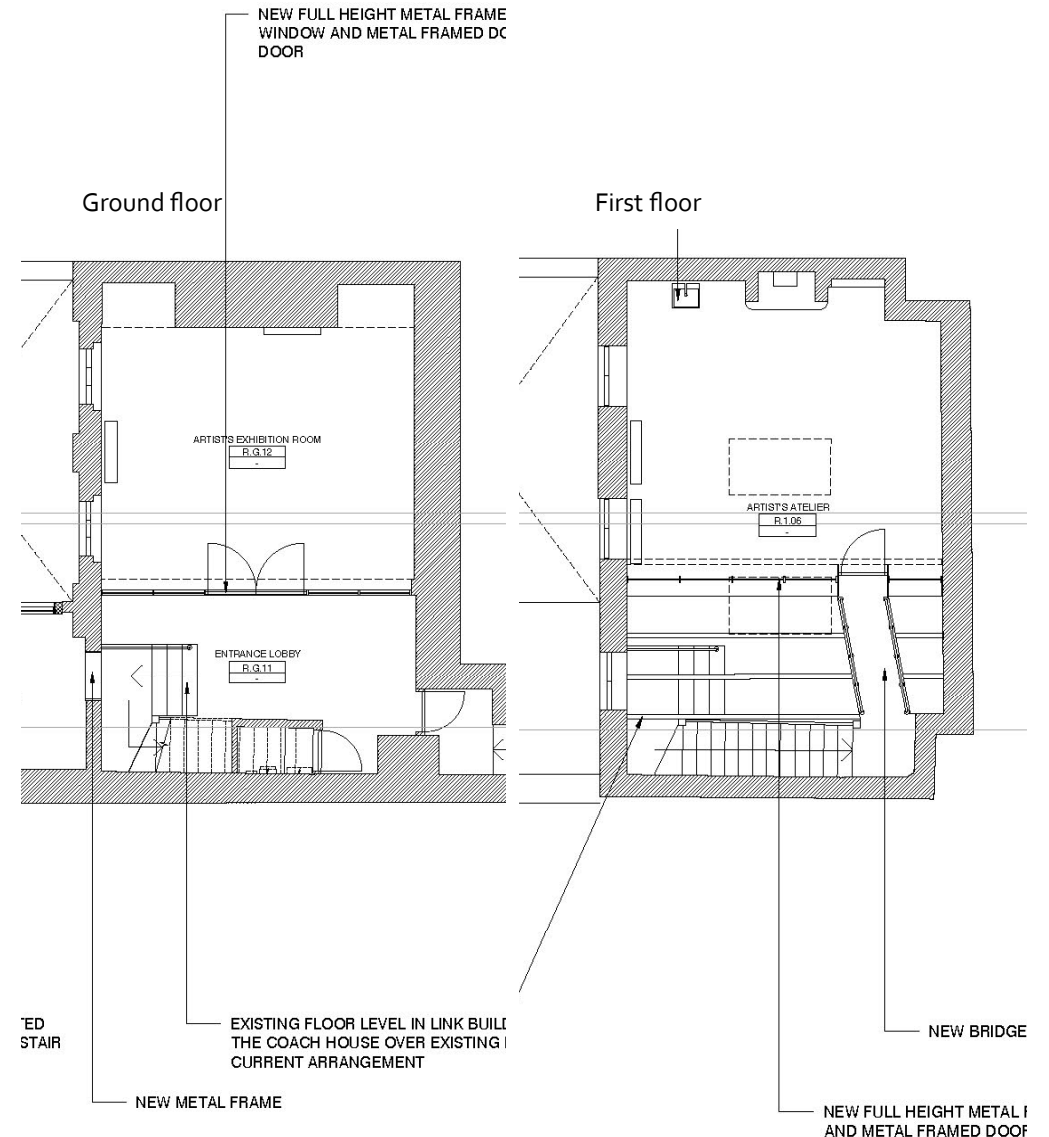 NEW FULL HEIGHT METAL FRAME
WINDOW AND METAL FRAMED DO
DOOR
Ground floor
First floor
ARTIST'S EXHIBITION ROOM
R.G.12
-
ARTIST'S ATELIER
R.1.06
-
ENTRANCE LOBBY
R.G.11
-
TED
STAIR
EXISTING FLOOR LEVEL IN LINK BUILD
THE COACH HOUSE OVER EXISTING
CURRENT ARRANGEMENT
NEW METAL FRAME
NEW BRIDGE
NEW FULL HEIGHT METAL F
AND METAL FRAMED DOOR